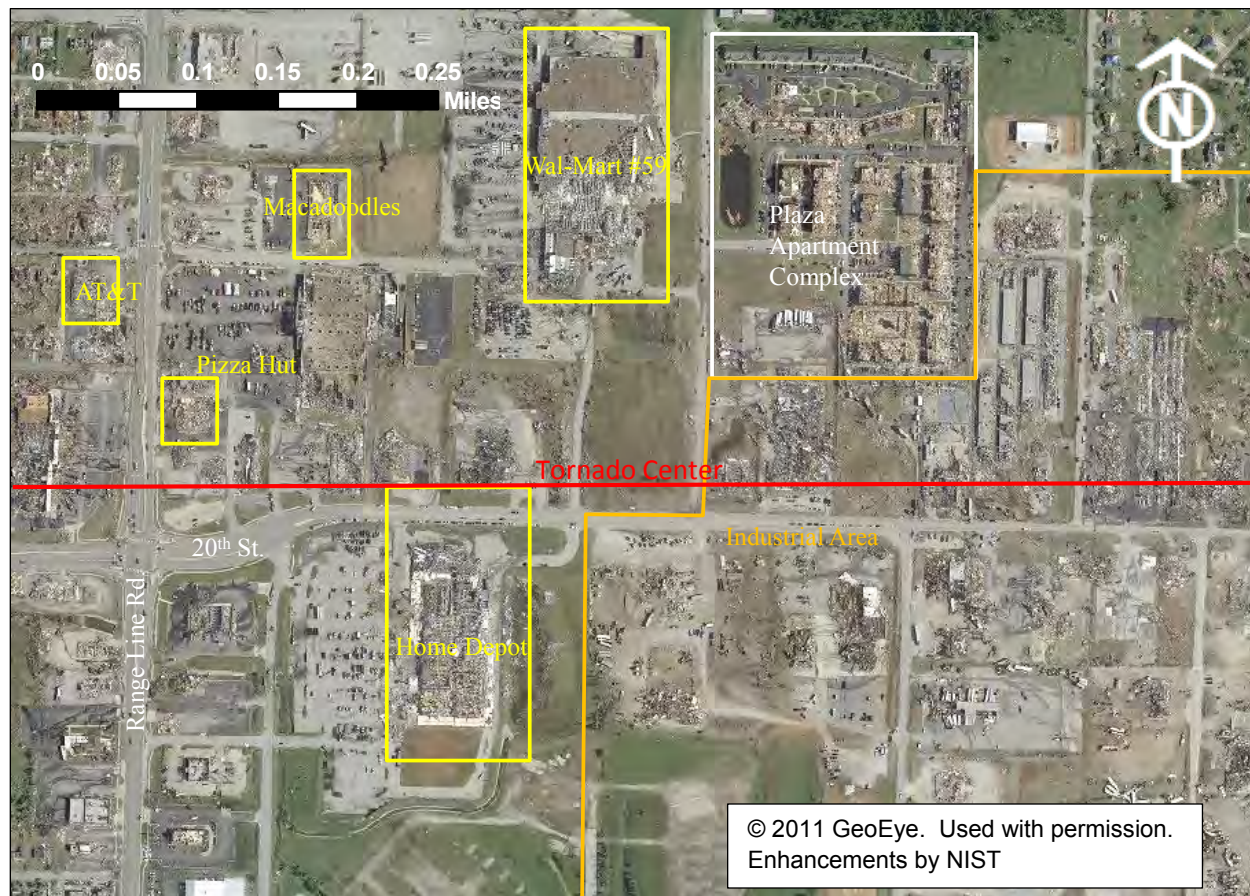 0 0.05 0.1 0.15 0.2 0.25
Miles
N
Wal-Mart #59
Macadoodles
Plaza
Apartment
Complex
AT&T
Pizza Hut
Tornado Center
20th St.
Industrial Area
Range Line Rd.
Home Depot
© 2011 GeoEye. Used with permission.
Enhancements by NIST